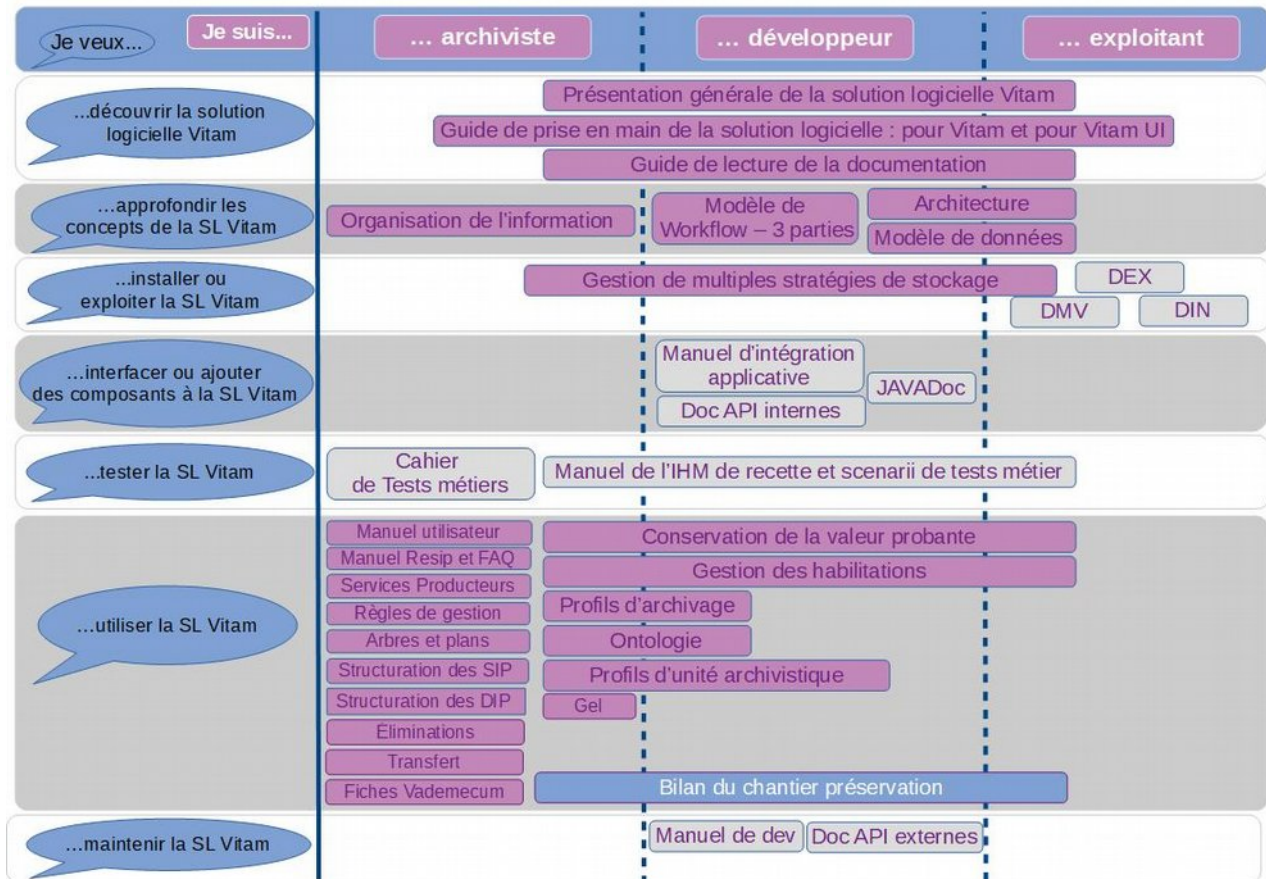 Je veux...
Je suis...
... archiviste
... développeur
... exploitant
...découvrir la solution
logicielle Vitam
Présentation générale de la solution logicielle Vitam
Guide de prise en main de la solution logicielle : pour Vitam et pour Vitam UI
Guide de lecture de la documentation
...approfondir les
concepts de la SL Vitam
Organisation de l'information
Modèle de
Workflow – 3 parties
Architecture
Modèle de données
...installer ou
exploiter la SL Vitam
Gestion de multiples stratégies de stockage
DEX
DMV
DIN
...interfacer ou ajouter
des composants à la SL Vitam
Manuel d'intégration
applicative
JAVADoc
Doc API internes
...tester la SL Vitam
Cahier
de Tests métiers
Manuel de l'IHM de recette et scenarii de tests métier
...utiliser la SL Vitam
Manuel utilisateur
Manuel Resip et FAQ
Services Producteurs
Règles de gestion
Arbres et plans
Structuration des SIP
Structuration des DIP
Éliminations
Transfert
Fiches Vademecum
Conservation de la valeur probante
Gestion des habilitations
Profils d'archivage
Ontologie
Profils d'unité archivistique
Gel
Bilan du chantier préservation
...maintenir la SL Vitam
Manuel de dev
Doc API externes